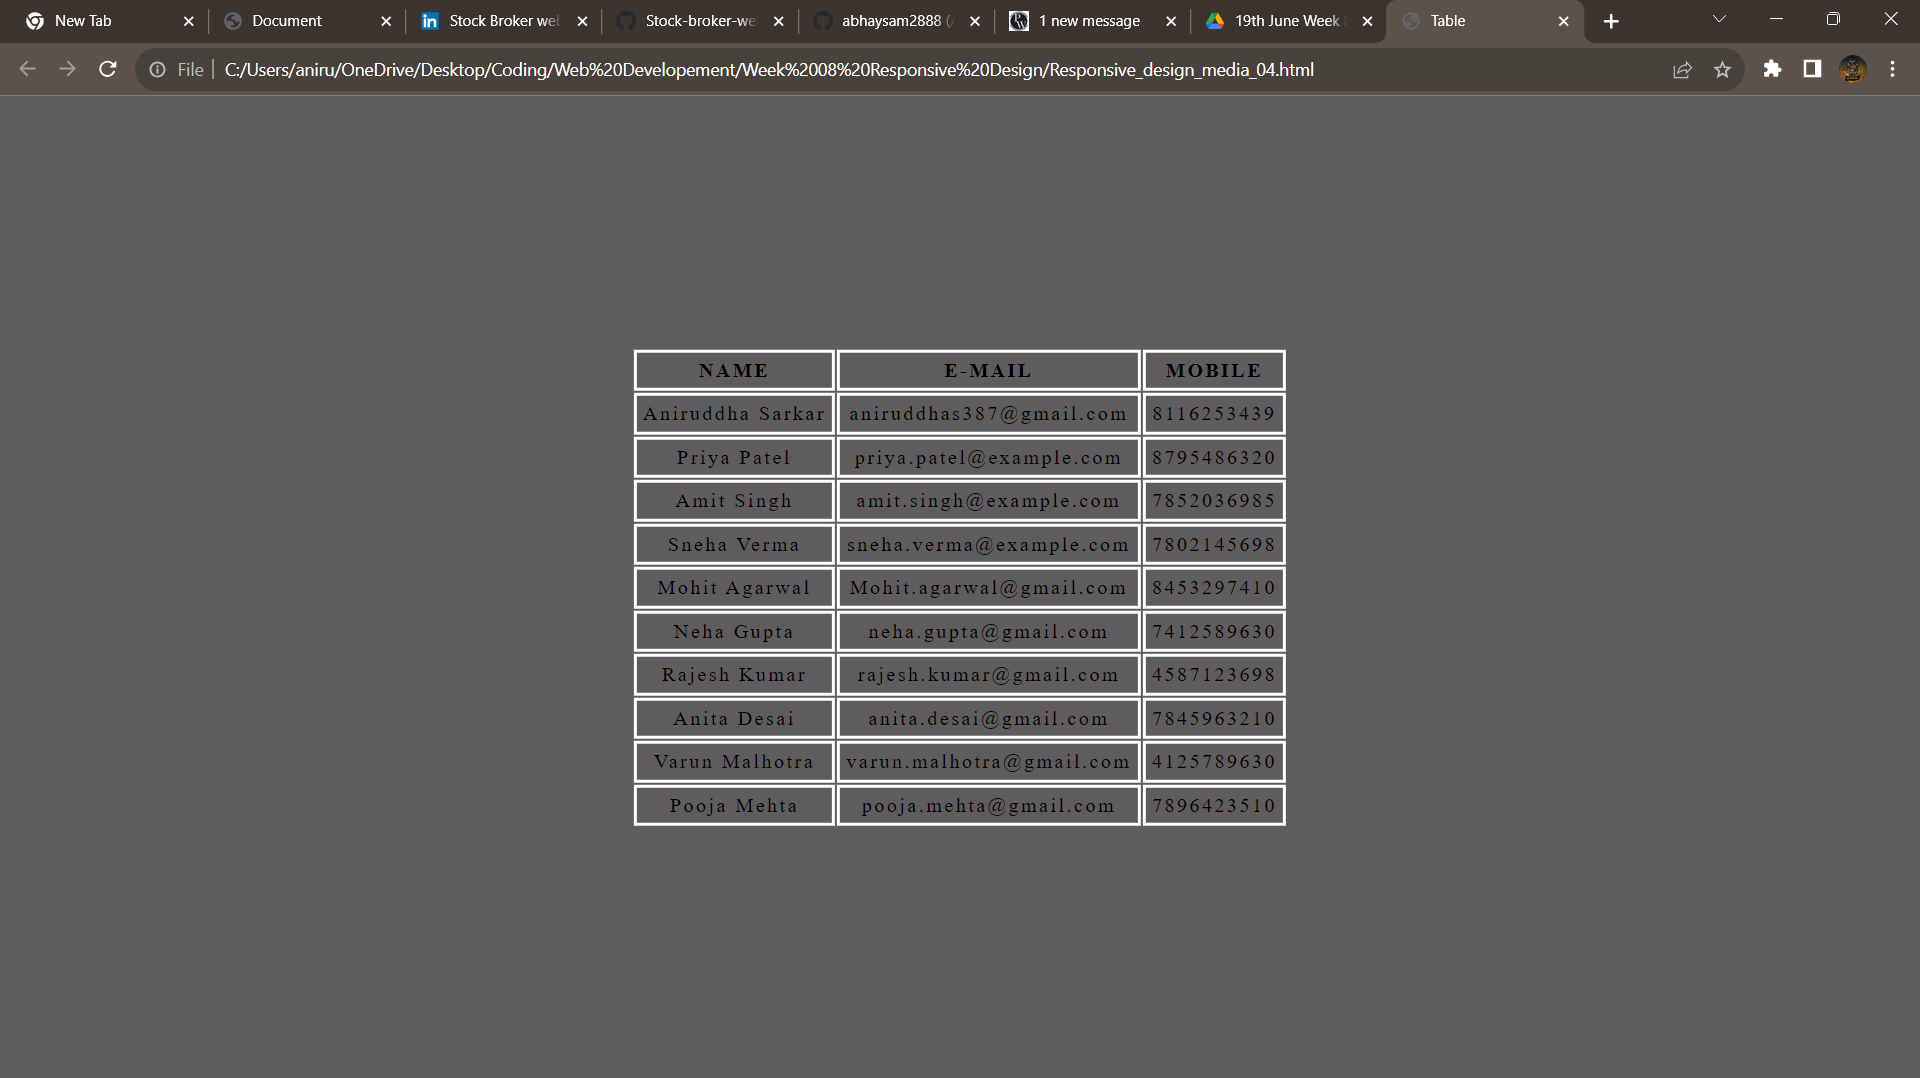 New Tab Document Stock Broker web Stock-broker-we abhaysam2888 ( 1 new message 19th June Week Table
File C:/Users/aniru/OneDrive/Desktop/Coding/Web%20Developement/Week%2008%20Responsive%20Design/Responsive_design_media_04.html
NAME E-MAIL MOBILE
Aniruddha Sarkar aniruddhas387@gmail.com 8116253439
Priya Patel priya.patel@example.com 8795486320
Amit Singh amit.singh@example.com 7852036985
Sneha Verma sneha.verma@example.com 7802145698
Mohit Agarwal Mohit.agarwal@gmail.com 8453297410
Neha Gupta neha.gupta@gmail.com 7412589630
Rajesh Kumar rajesh.kumar@gmail.com 4587123698
Anita Desai anita.desai@gmail.com 7845963210
Varun Malhotra varun.malhotra@gmail.com 4125789630
Pooja Mehta pooja.mehta@gmail.com 7896423510